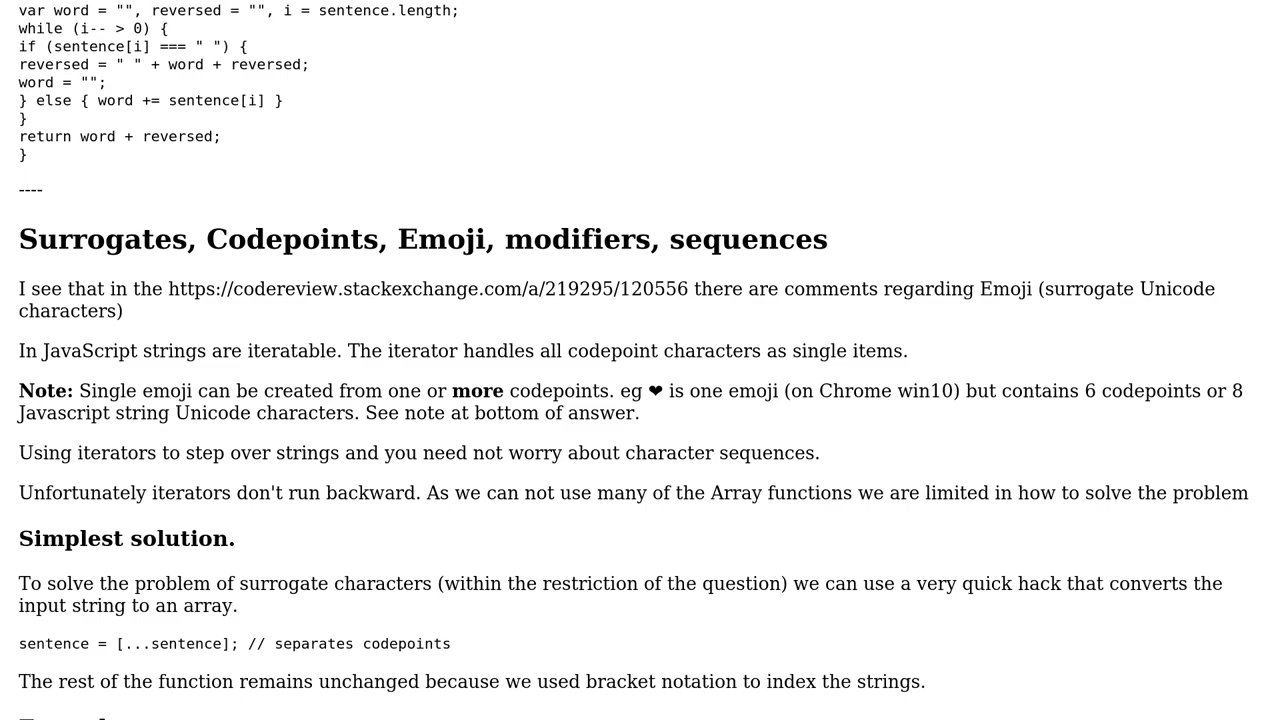 var word = "", reversed = "", i = sentence.length;
while (i-- > 0) {
if (sentence[i] === " ") {
reversed = " " + word + reversed;
word = "";
} else { word += sentence[i] }
}
return word + reversed;
}
----
Surrogates, Codepoints, Emoji, modifiers, sequences
I see that in the https://codereview.stackexchange.com/a/219295/120556 there are comments regarding Emoji (surrogate Unicode
characters)
In JavaScript strings are iteratable. The iterator handles all codepoint characters as single items.
Note: Single emoji can be created from one or more codepoints. eg ❤ is one emoji (on Chrome win10) but contains 6 codepoints or 8
Javascript string Unicode characters. See note at bottom of answer.
Using iterators to step over strings and you need not worry about character sequences.
Unfortunately iterators don't run backward. As we can not use many of the Array functions we are limited in how to solve the problem
Simplest solution.
To solve the problem of surrogate characters (within the restriction of the question) we can use a very quick hack that converts the
input string to an array.
sentence = [...sentence]; // separates codepoints
The rest of the function remains unchanged because we used bracket notation to index the strings.